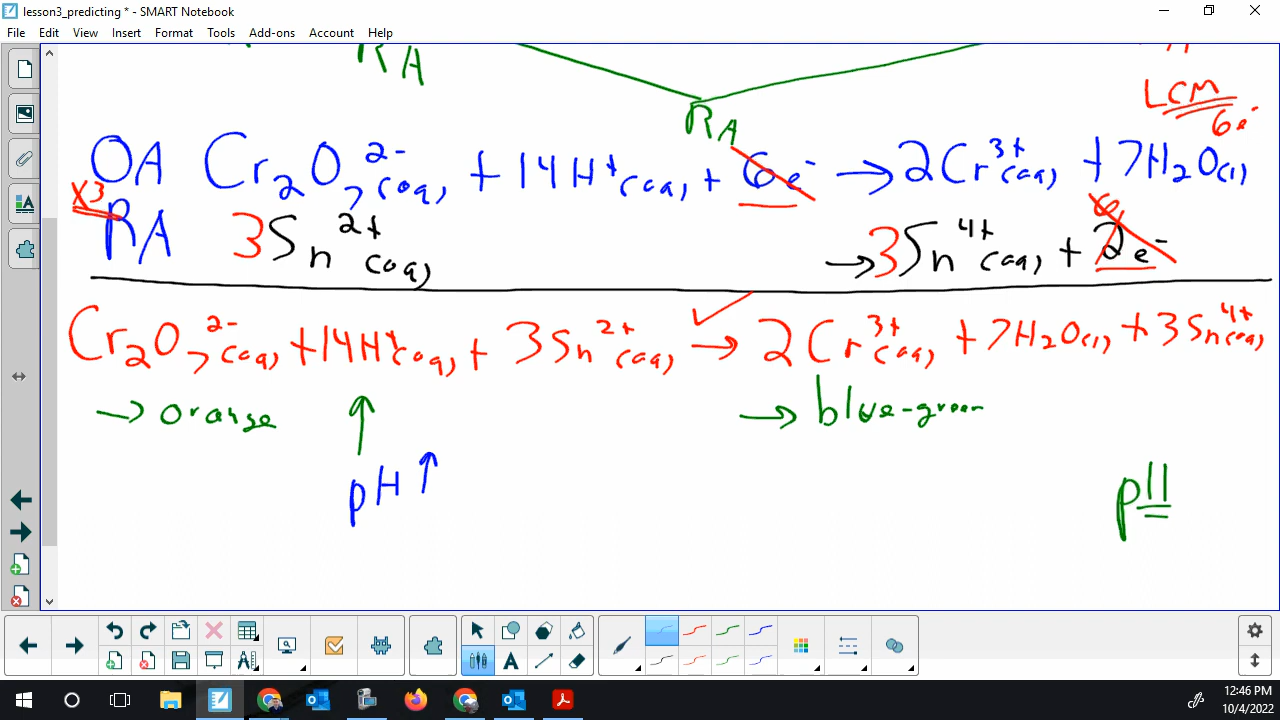 lesson3_predicting * - SMART Notebook
File Edit View Insert Format Tools Add-ons Account Help
RA
LCM
6e⁻
RA
OA Cr₂O₇²⁻(aq) + 14H⁺(aq) + 6e⁻ → 2Cr³⁺(aq) + 7H₂O(l)
x3
RA 3Sn²⁺(aq) → 3Sn⁴⁺(aq) + 2e⁻
6
Cr₂O₇²⁻(aq) + 14H⁺(aq) + 3Sn²⁺(aq) → 2Cr³⁺(aq) + 7H₂O(l) + 3Sn⁴⁺(aq)
→ orange ↑ → blue-green
pH ↑
pH
12:46 PM
10/4/2022